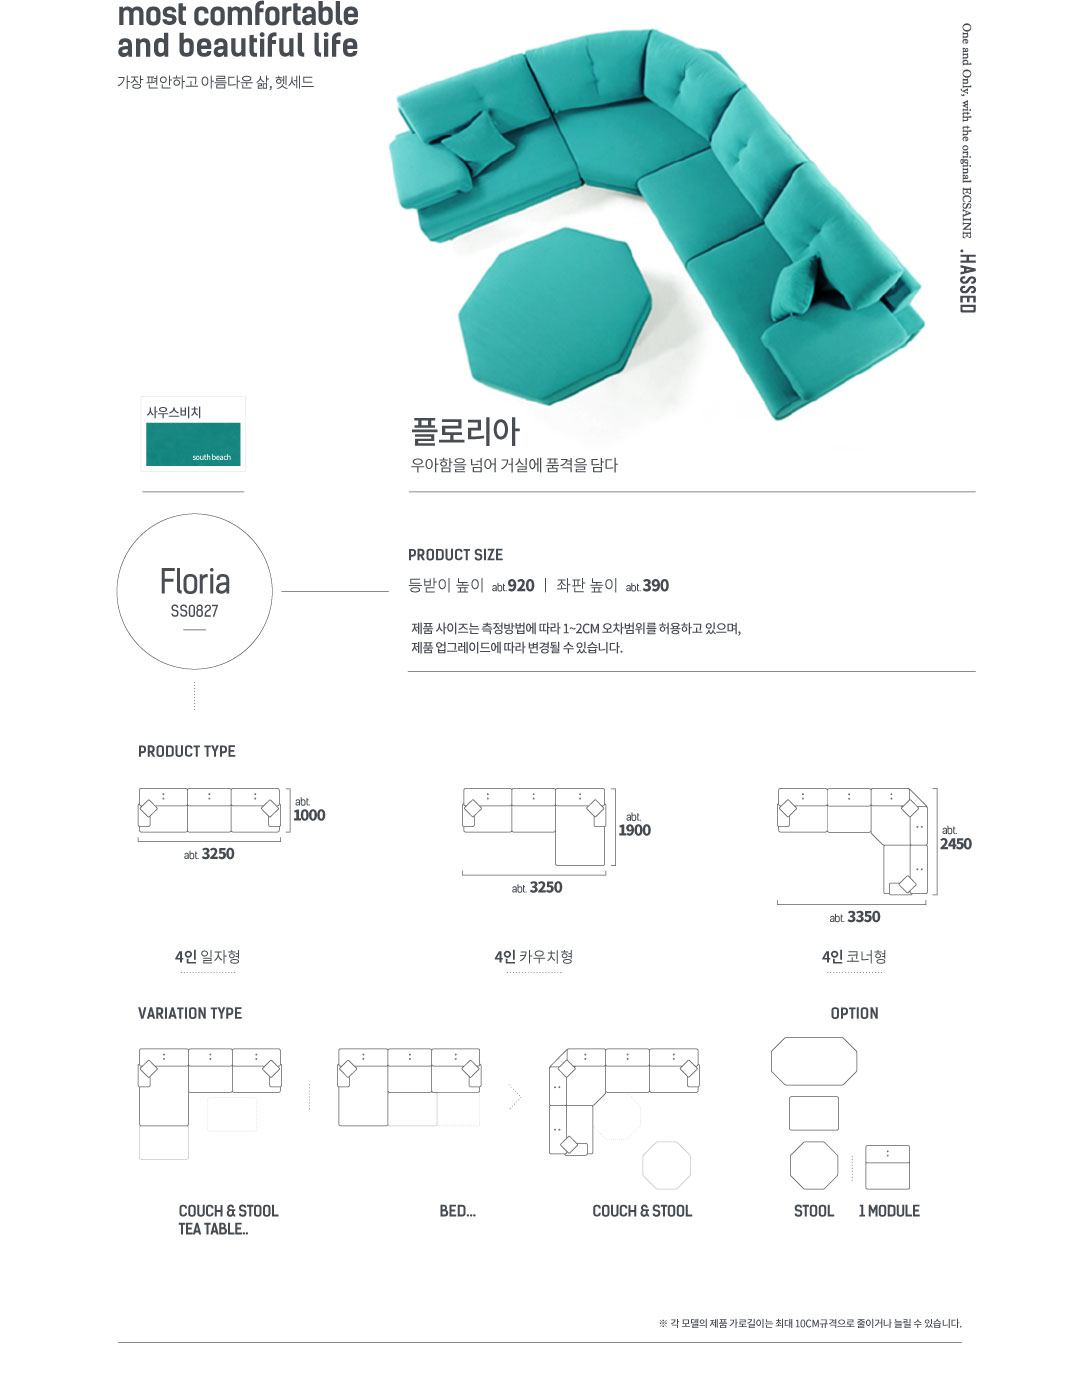 most comfortable
and beautiful life
가장 편안하고 아름다운 삶, 헷세드
One and Only, with the original ECSAINE .HASSED
사우스비치
south beach
플로리아
우아함을 넘어 거실에 품격을 담다
Floria
SS0827
PRODUCT SIZE
등받이 높이 abt.920 | 좌판 높이 abt.390
제품 사이즈는 측정방법에 따라 1~2CM 오차범위를 허용하고 있으며,
제품 업그레이드에 따라 변경될 수 있습니다.
PRODUCT TYPE
abt.
1000
abt. 3250
abt.
1900
abt. 3250
abt.
2450
abt. 3350
4인 일자형
4인 카우치형
4인 코너형
VARIATION TYPE
OPTION
COUCH & STOOL
TEA TABLE..
BED...
COUCH & STOOL
STOOL
1 MODULE
※ 각 모델의 제품 가로길이는 최대 10CM규격으로 줄이거나 늘릴 수 있습니다.